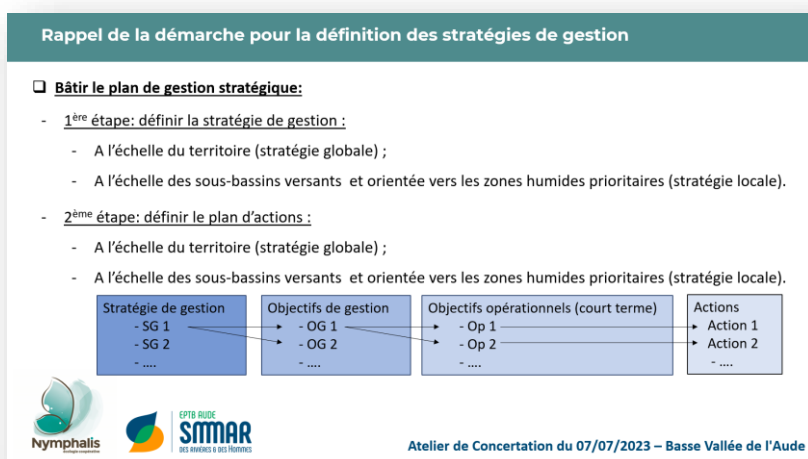 Rappel de la démarche pour la définition des stratégies de gestion
❑ Bâtir le plan de gestion stratégique:
- 1ère étape: définir la stratégie de gestion :
- A l'échelle du territoire (stratégie globale) ;
- A l'échelle des sous-bassins versants et orientée vers les zones humides prioritaires (stratégie locale).
- 2ème étape: définir le plan d'actions :
- A l'échelle du territoire (stratégie globale) ;
- A l'échelle des sous-bassins versants et orientée vers les zones humides prioritaires (stratégie locale).
Stratégie de gestion
- SG 1
- SG 2
- ....
Objectifs de gestion
- OG 1
- OG 2
- ....
Objectifs opérationnels (court terme)
- Op 1
- Op 2
- ....
Actions
Action 1
Action 2
- ....
Nymphalis
écologie coopérative
EPTB AUDE
SMMAR
DES RIVIÈRES & DES HOMMES
Atelier de Concertation du 07/07/2023 – Basse Vallée de l'Aude